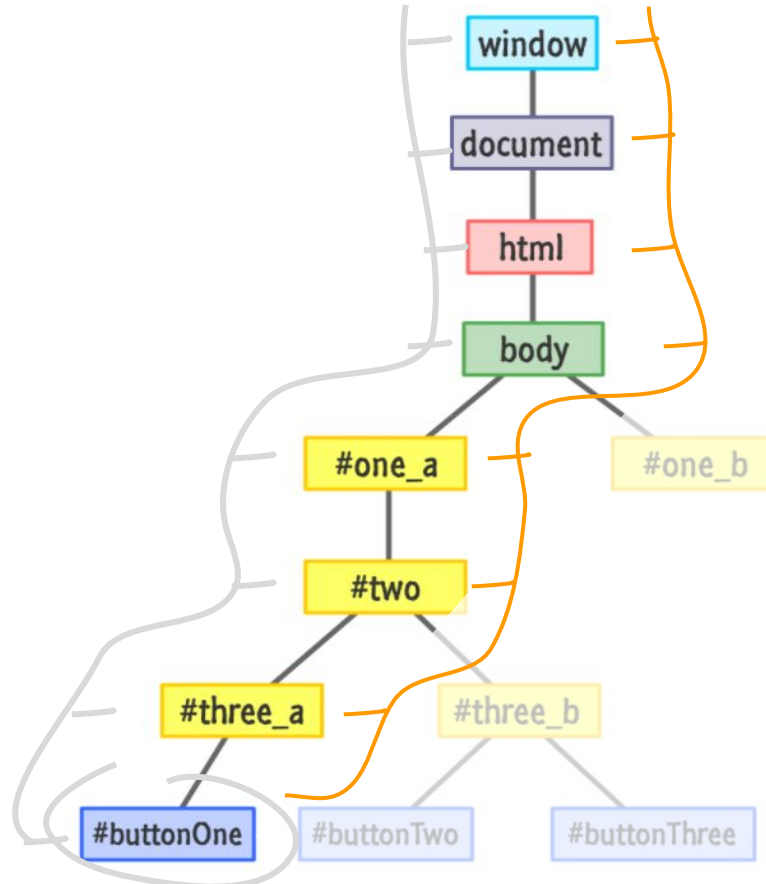 window
document
html
body
#one_a
#one_b
#two
#three_a
#three_b
#buttonOne
#buttonTwo
#buttonThree